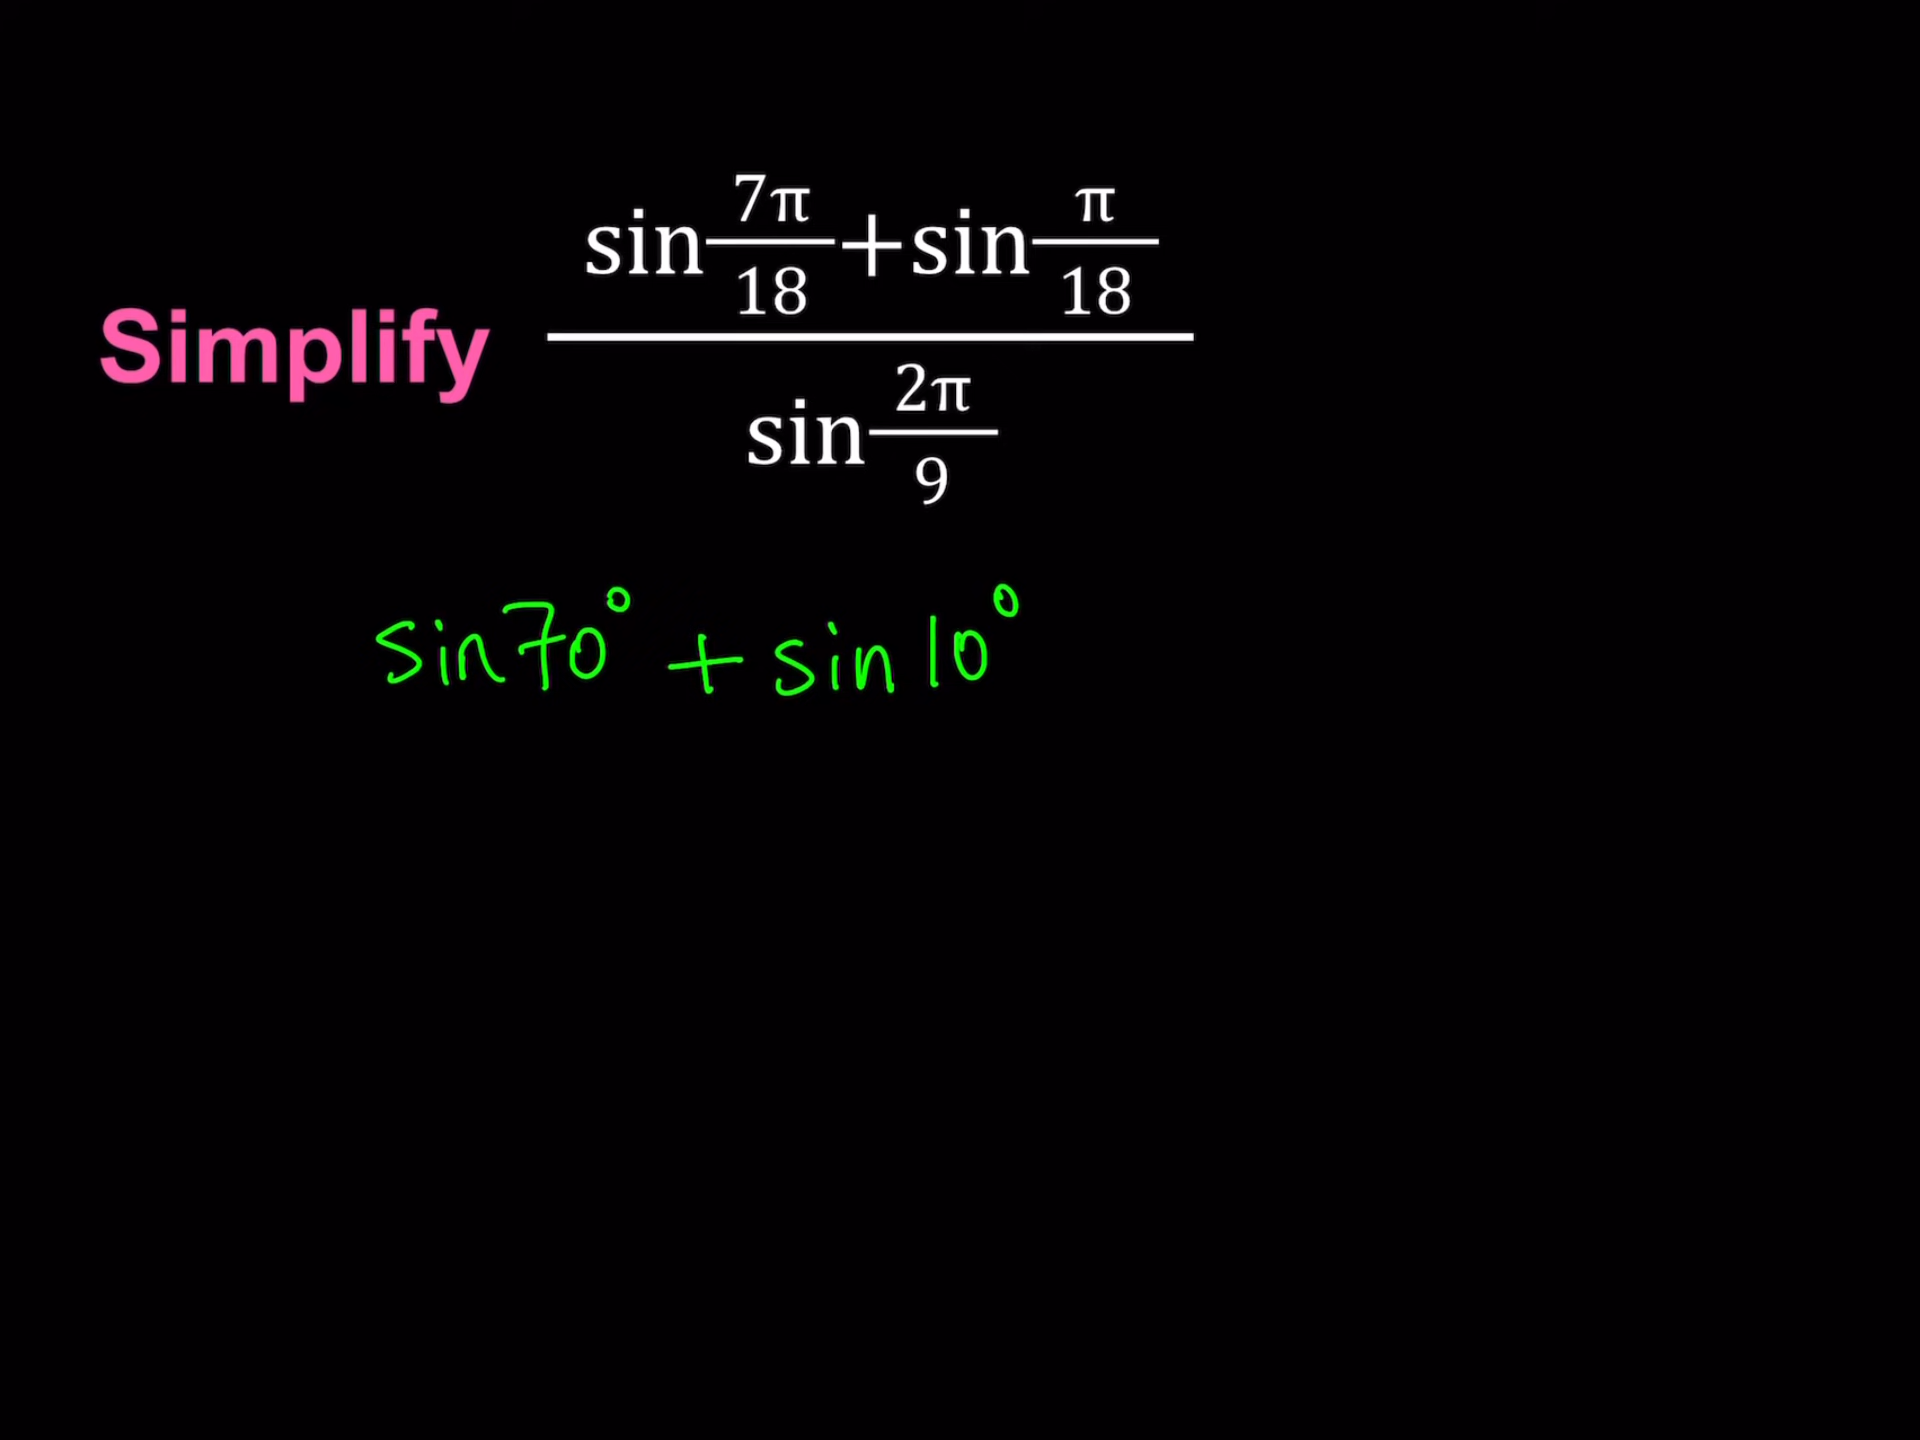 Simplify
sin 7π/18 + sin π/18
sin 2π/9
sin70° + sin10°